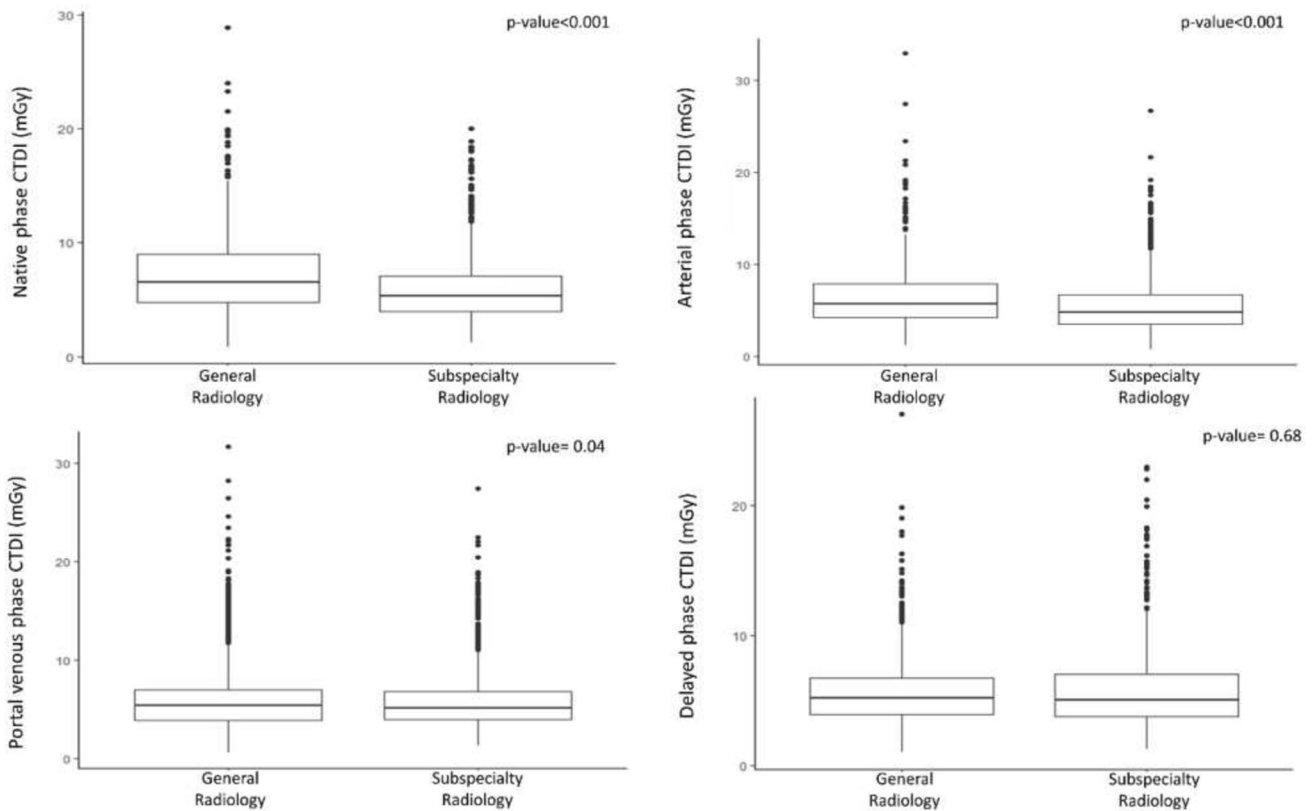 Native phase CTDI (mGy)
30
20
10
0
p-value<0.001
General
Radiology
Subspecialty
Radiology
Arterial phase CTDI (mGy)
30
20
10
0
p-value<0.001
General
Radiology
Subspecialty
Radiology
Portal venous phase CTDI (mGy)
30
20
10
0
p-value= 0.04
General
Radiology
Subspecialty
Radiology
Delayed phase CTDI (mGy)
20
10
0
p-value= 0.68
General
Radiology
Subspecialty
Radiology